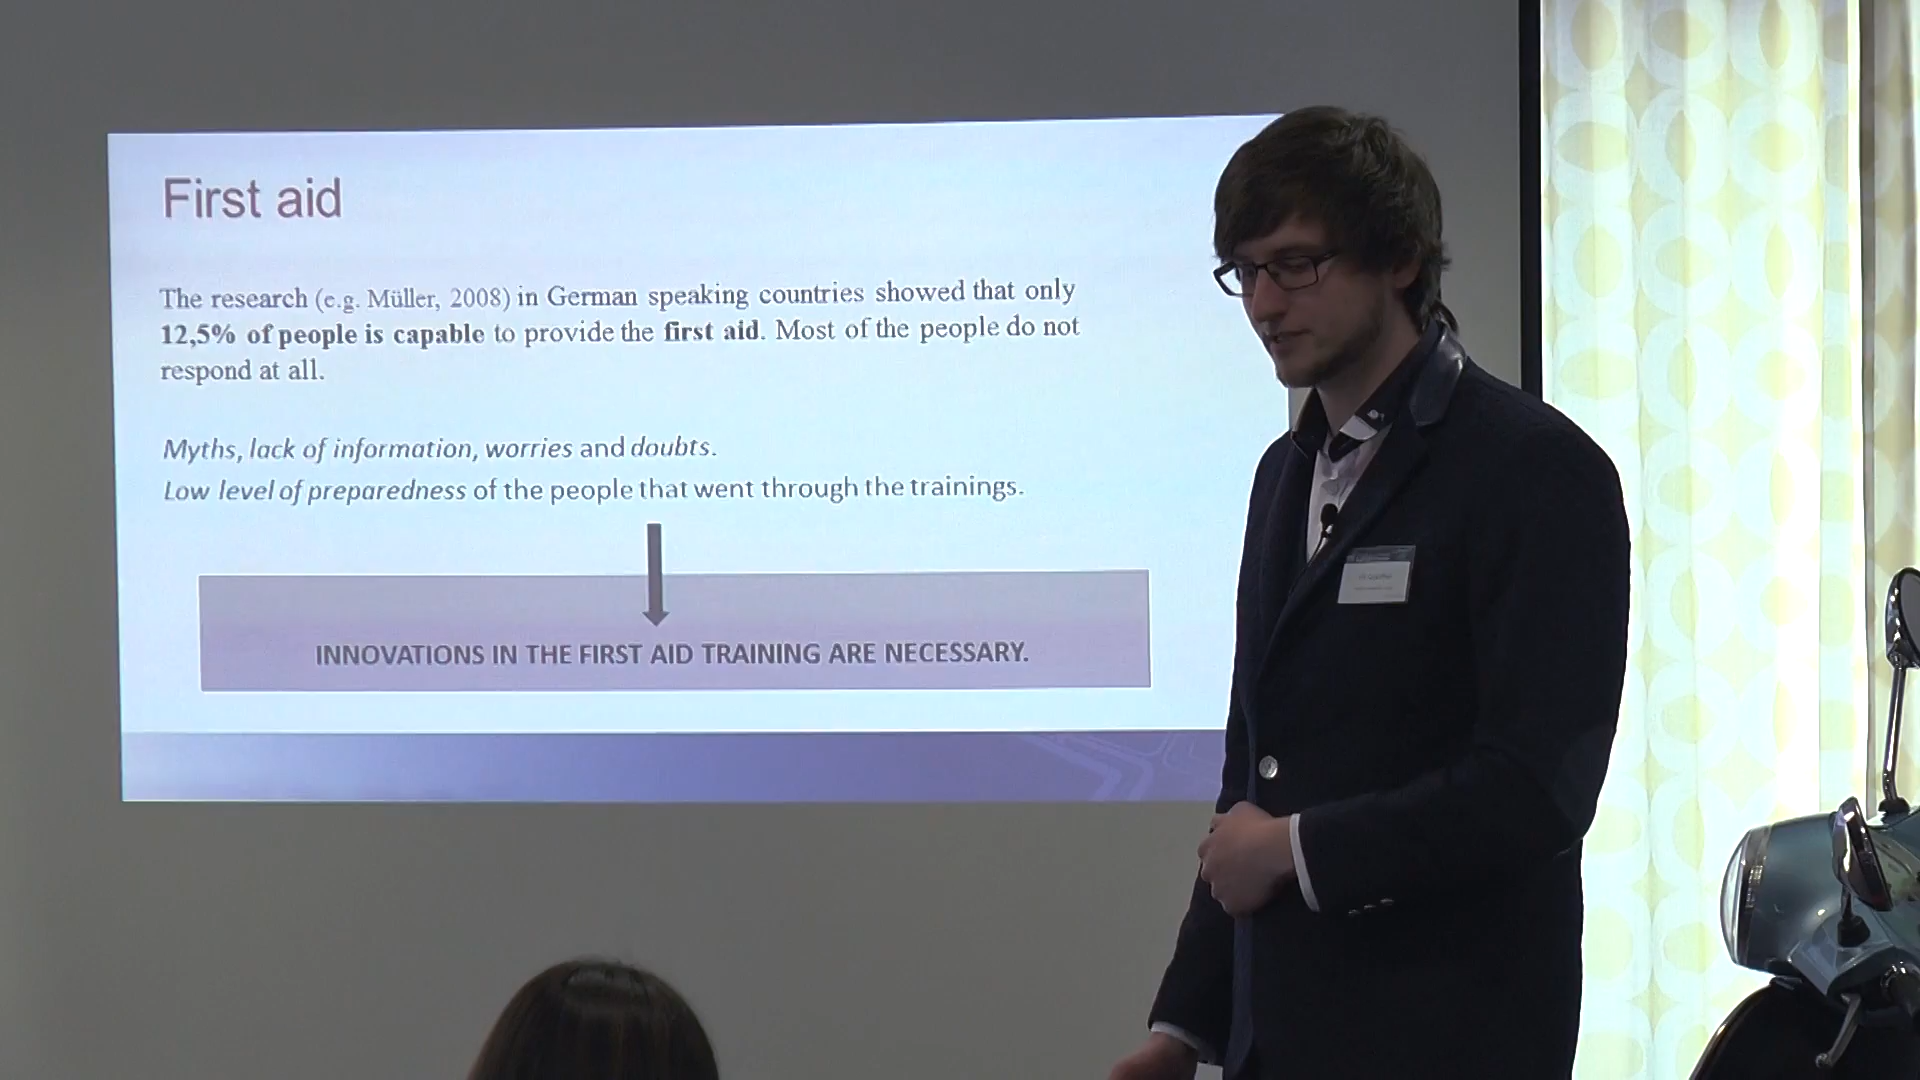 First aid
The research (e.g. Müller, 2008) in German speaking countries showed that only
12,5% of people is capable to provide the first aid. Most of the people do not
respond at all.
Myths, lack of information, worries and doubts.
Low level of preparedness of the people that went through the trainings.
INNOVATIONS IN THE FIRST AID TRAINING ARE NECESSARY.